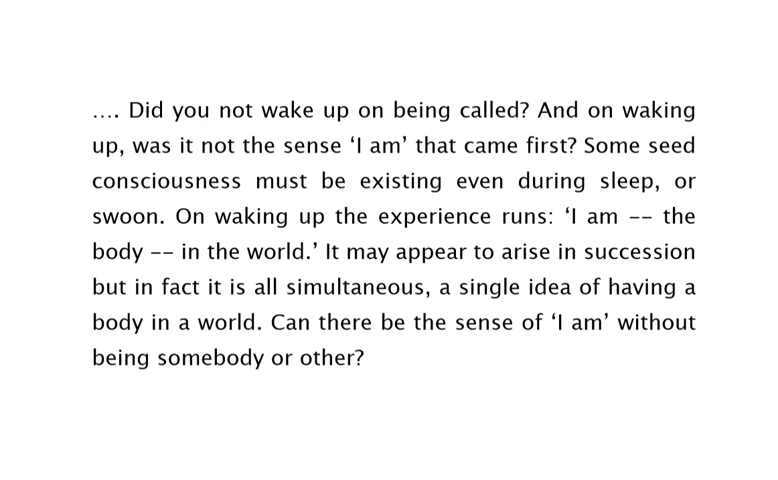 .... Did you not wake up on being called? And on waking
up, was it not the sense ‘I am’ that came first? Some seed
consciousness must be existing even during sleep, or
swoon. On waking up the experience runs: ‘I am -- the
body -- in the world.’ It may appear to arise in succession
but in fact it is all simultaneous, a single idea of having a
body in a world. Can there be the sense of ‘I am’ without
being somebody or other?